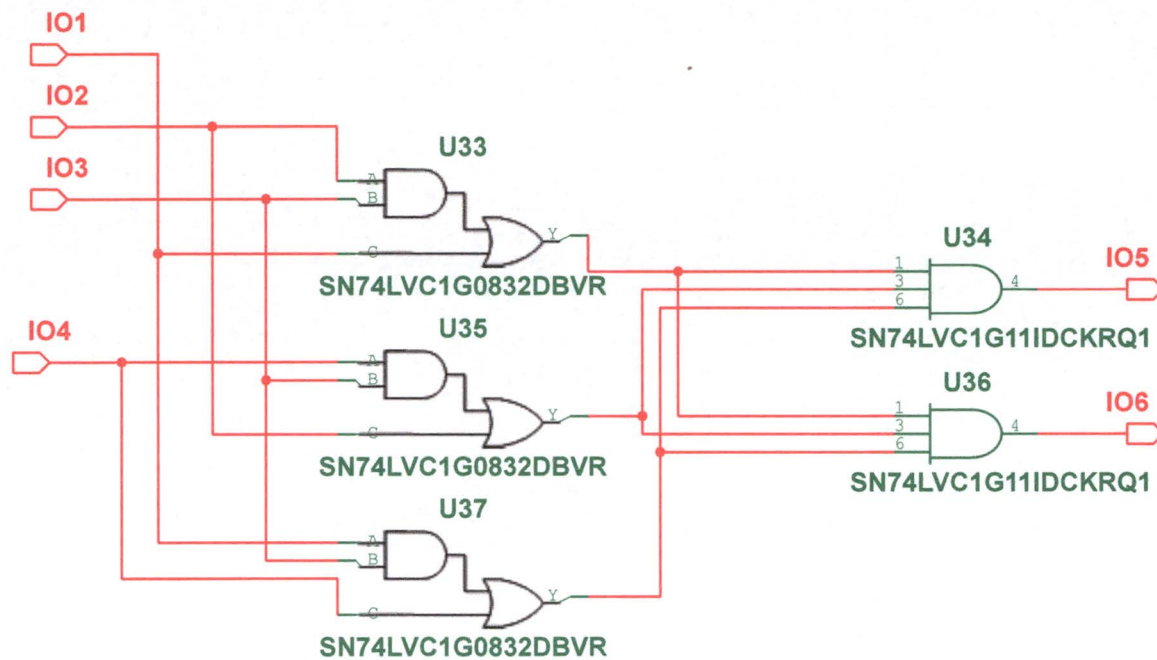 IO1
IO2
U33
IO3
A
B
Y
C
U34
SN74LVC1G0832DBVR
1
3
4
6
IO5
U35
IO4
SN74LVC1G11IDCKRQ1
A
B
U36
Y
1
IO6
C
3
4
6
SN74LVC1G0832DBVR
SN74LVC1G11IDCKRQ1
U37
A
B
Y
C
SN74LVC1G0832DBVR